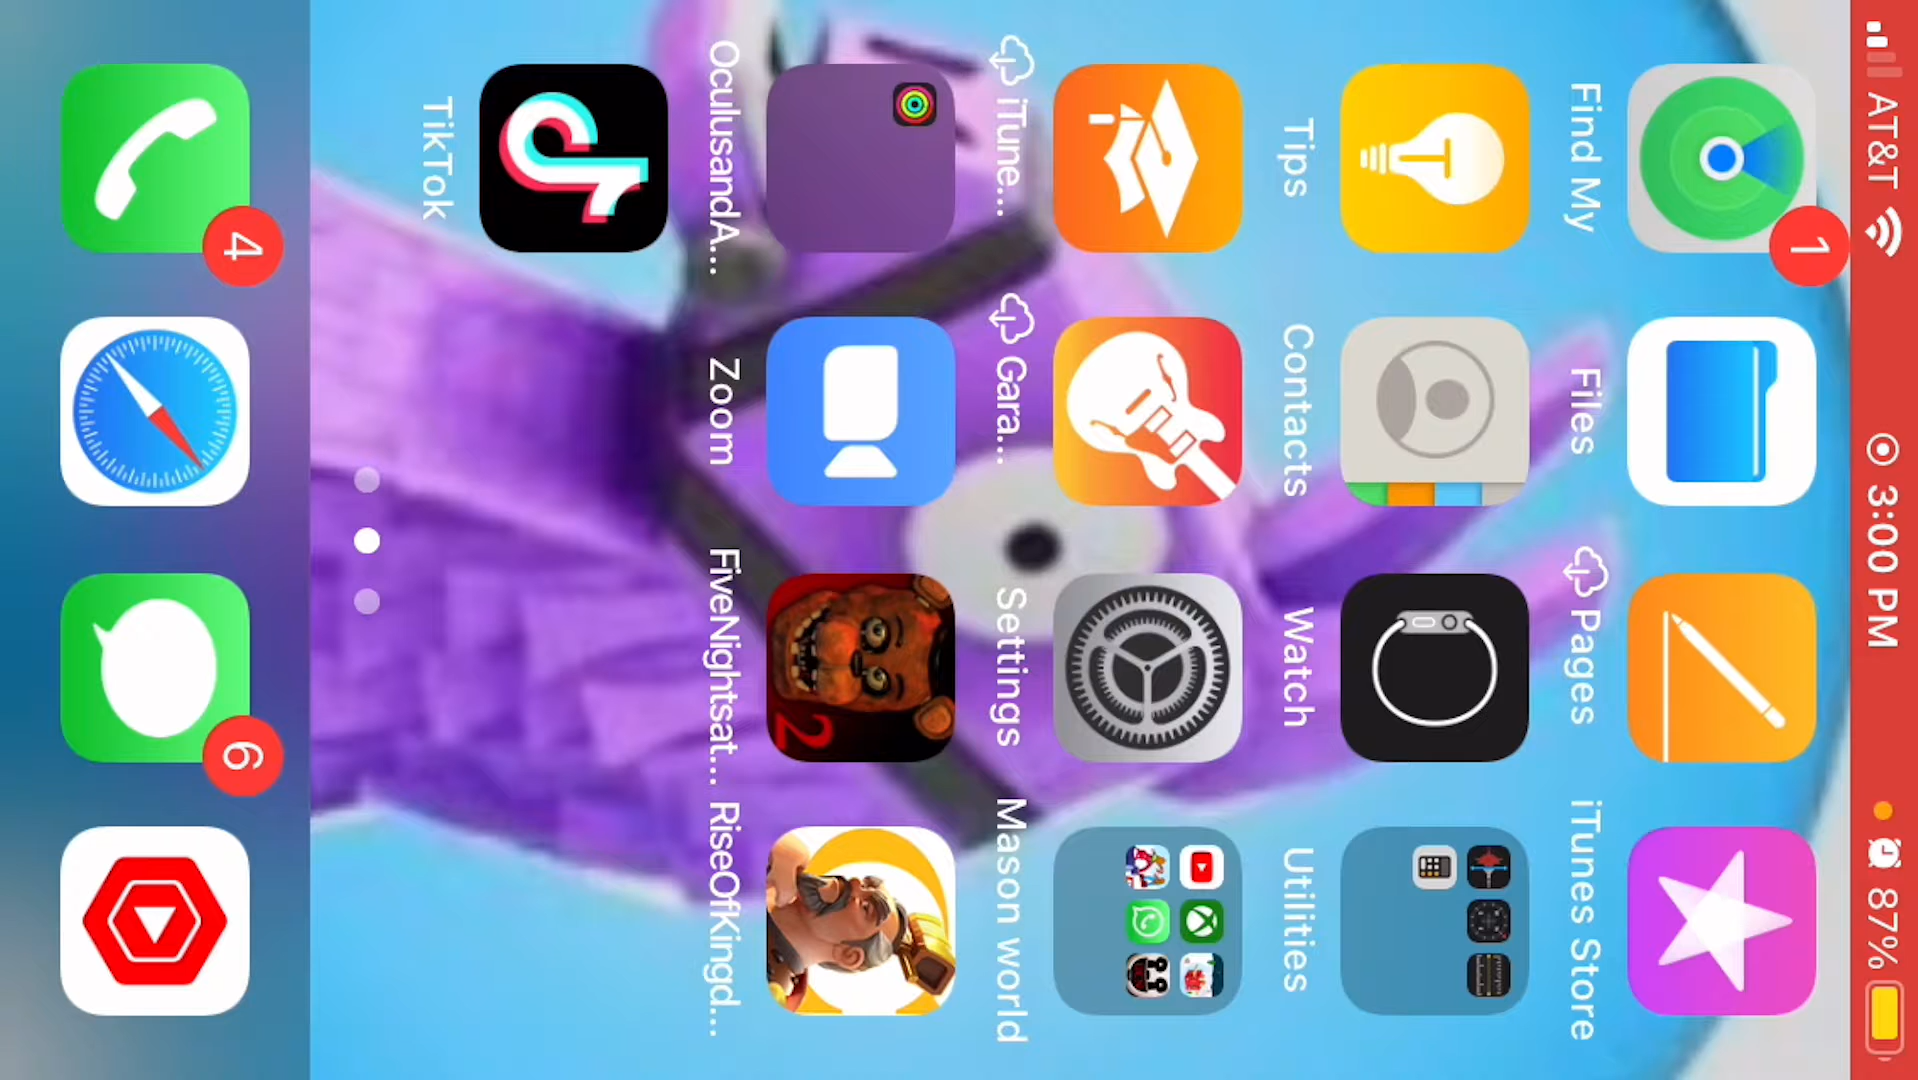 AT&T 3:00 PM 87%
1
Find My Files Pages iTunes Store
Tips Contacts Watch Utilities
iTune... Gara... Settings Mason world
2
OculusandA... Zoom FiveNightsat... RiseOfKingd...
TikTok
4 6